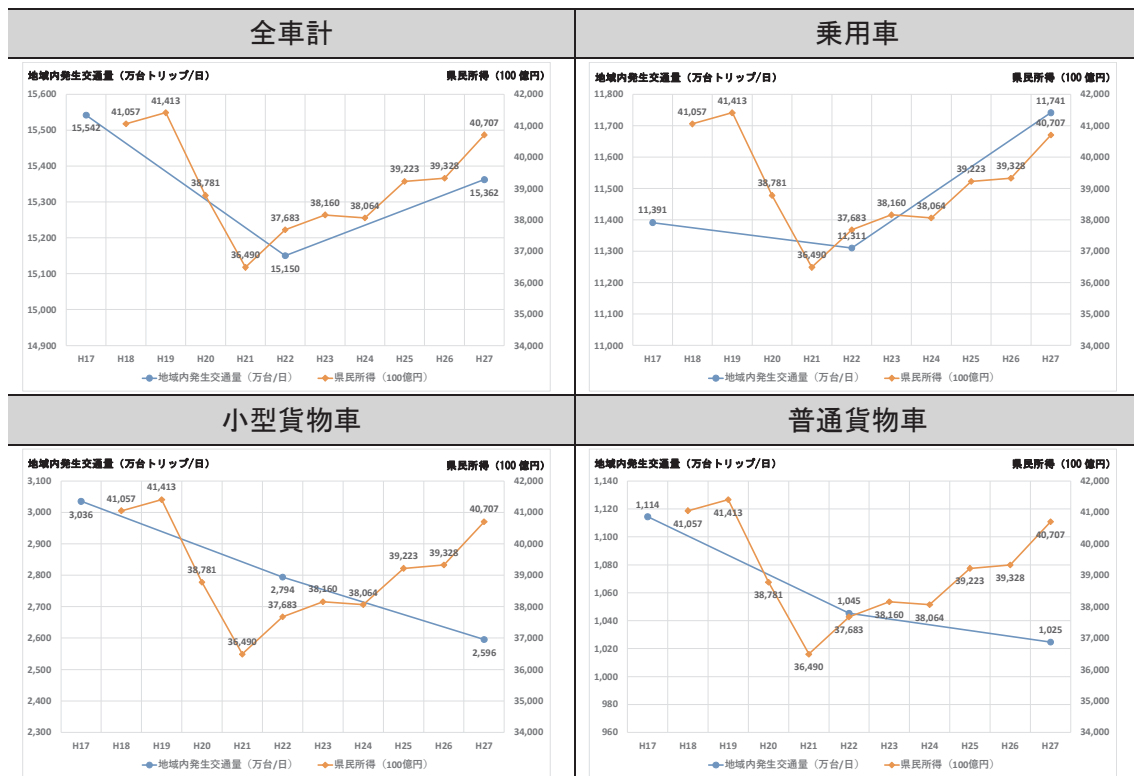 全車計
地域内発生交通量（万台トリップ/日） 県民所得（100 億円）
15,600 42,000
15,500 41,000
15,400 40,000
15,300 39,000
15,200 38,000
15,100 37,000
15,000 36,000
14,900 35,000
34,000
15,542 41,057 41,413 38,781 36,490 37,683 15,150 38,160 38,064 39,223 39,328 40,707 15,362
H17 H18 H19 H20 H21 H22 H23 H24 H25 H26 H27
地域内発生交通量（万台/日） 県民所得（100億円）
乗用車
地域内発生交通量（万台トリップ/日） 県民所得（100 億円）
11,800 42,000
11,700 41,000
11,600 40,000
11,500 39,000
11,400 38,000
11,300 37,000
11,200 36,000
11,100 35,000
11,000 34,000
11,391 41,057 41,413 38,781 36,490 37,683 11,311 38,160 38,064 39,223 39,328 11,741 40,707
H17 H18 H19 H20 H21 H22 H23 H24 H25 H26 H27
地域内発生交通量（万台/日） 県民所得（100億円）
小型貨物車
地域内発生交通量（万台トリップ/日） 県民所得（100 億円）
3,100 42,000
3,000 41,000
2,900 40,000
2,800 39,000
2,700 38,000
2,600 37,000
2,500 36,000
2,400 35,000
2,300 34,000
3,036 41,057 41,413 38,781 36,490 2,794 37,683 38,160 38,064 39,223 39,328 40,707 2,596
H17 H18 H19 H20 H21 H22 H23 H24 H25 H26 H27
地域内発生交通量（万台/日） 県民所得（100億円）
普通貨物車
地域内発生交通量（万台トリップ/日） 県民所得（100 億円）
1,140 42,000
1,120 41,000
1,100 40,000
1,080 39,000
1,060 38,000
1,040 37,000
1,020 36,000
1,000 35,000
980 34,000
960
1,114 41,057 41,413 38,781 36,490 1,045 37,683 38,160 38,064 39,223 39,328 40,707 1,025
H17 H18 H19 H20 H21 H22 H23 H24 H25 H26 H27
地域内発生交通量（万台/日） 県民所得（100億円）